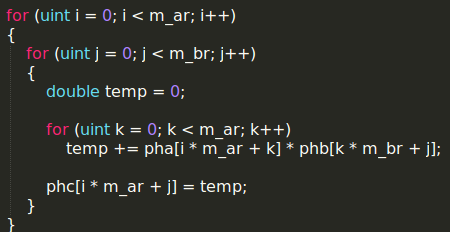 for (uint i = 0; i < m_ar; i++)
{
for (uint j = 0; j < m_br; j++)
{
double temp = 0;
for (uint k = 0; k < m_ar; k++)
temp += pha[i * m_ar + k] * phb[k * m_br + j];
phc[i * m_ar + j] = temp;
}
}